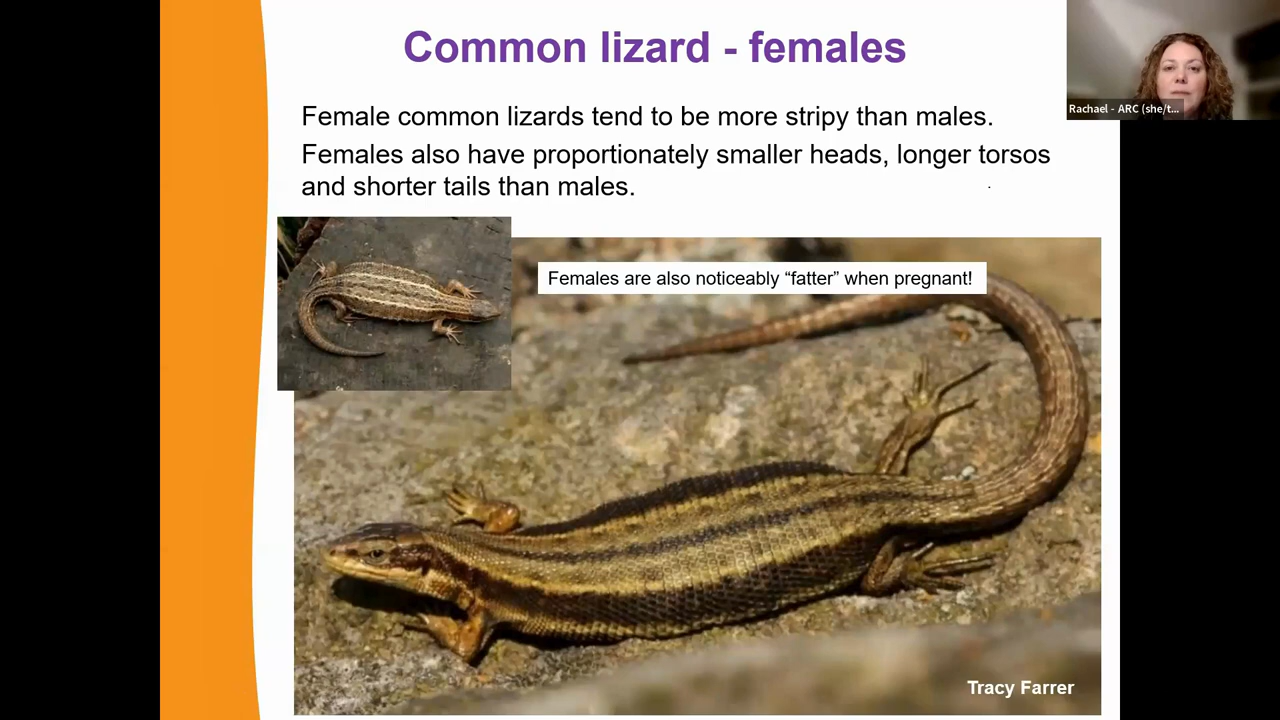 Common lizard - females
Rachael - ARC (she/t...
Female common lizards tend to be more stripy than males.
Females also have proportionately smaller heads, longer torsos
and shorter tails than males.
Females are also noticeably “fatter” when pregnant!
Tracy Farrer